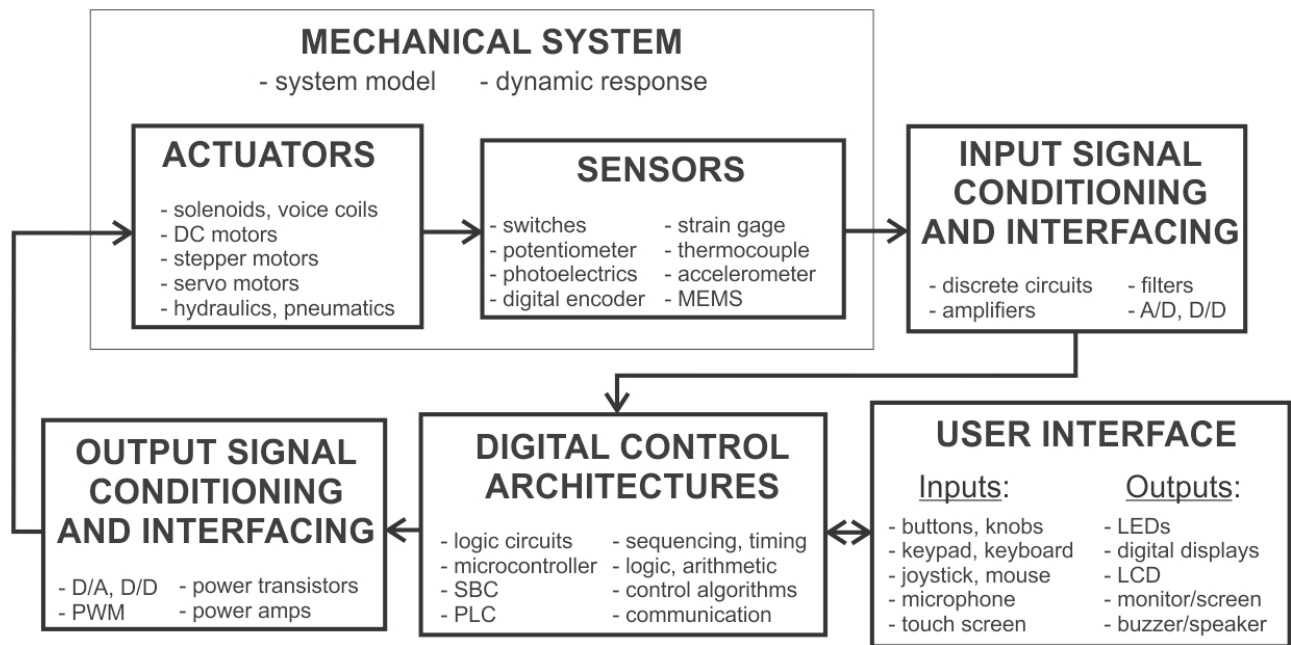 MECHANICAL SYSTEM
- system model - dynamic response
ACTUATORS
- solenoids, voice coils
- DC motors
- stepper motors
- servo motors
- hydraulics, pneumatics
SENSORS
- switches
- potentiometer
- photoelectrics
- digital encoder
- strain gage
- thermocouple
- accelerometer
- MEMS
INPUT SIGNAL
CONDITIONING
AND INTERFACING
- discrete circuits
- amplifiers
- filters
- A/D, D/D
OUTPUT SIGNAL
CONDITIONING
AND INTERFACING
- D/A, D/D
- PWM
- power transistors
- power amps
DIGITAL CONTROL
ARCHITECTURES
- logic circuits
- microcontroller
- SBC
- PLC
- sequencing, timing
- logic, arithmetic
- control algorithms
- communication
USER INTERFACE
Inputs:
- buttons, knobs
- keypad, keyboard
- joystick, mouse
- microphone
- touch screen
Outputs:
- LEDs
- digital displays
- LCD
- monitor/screen
- buzzer/speaker